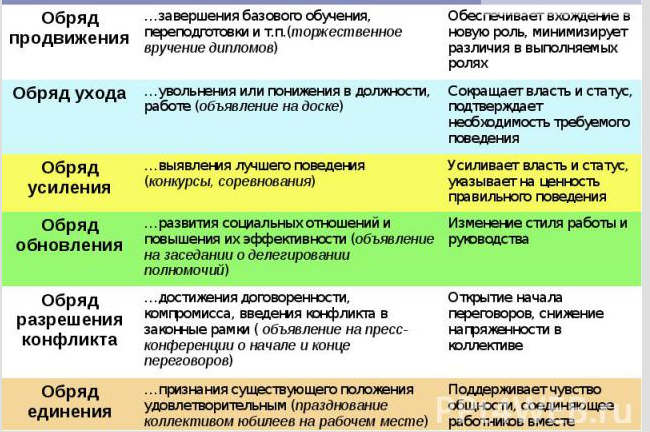 Обряд продвижения
…завершения базового обучения,
переподготовки и т.п.(торжественное
вручение дипломов)
Обеспечивает вхождение в
новую роль, минимизирует
различия в выполняемых
ролях
Обряд ухода
…увольнения или понижения в должности,
работе (объявление на доске)
Сокращает власть и статус,
подтверждает
необходимость требуемого
поведения
Обряд
усиления
…выявления лучшего поведения
(конкурсы, соревнования)
Усиливает власть и статус,
указывает на ценность
правильного поведения
Обряд
обновления
…развития социальных отношений и
повышения их эффективности (объявление
на заседании о делегировании
полномочий)
Изменение стиля работы и
руководства
Обряд
разрешения
конфликта
…достижения договоренности,
компромисса, введения конфликта в
законные рамки ( объявление на пресс-
конференции о начале и конце
переговоров)
Открытие начала
переговоров, снижение
напряженности в
коллективе
Обряд
единения
…признания существующего положения
удовлетворительным (празднование
коллективом юбилеев на рабочем месте)
Поддерживает чувство
общности, соединяющее
работников вместе